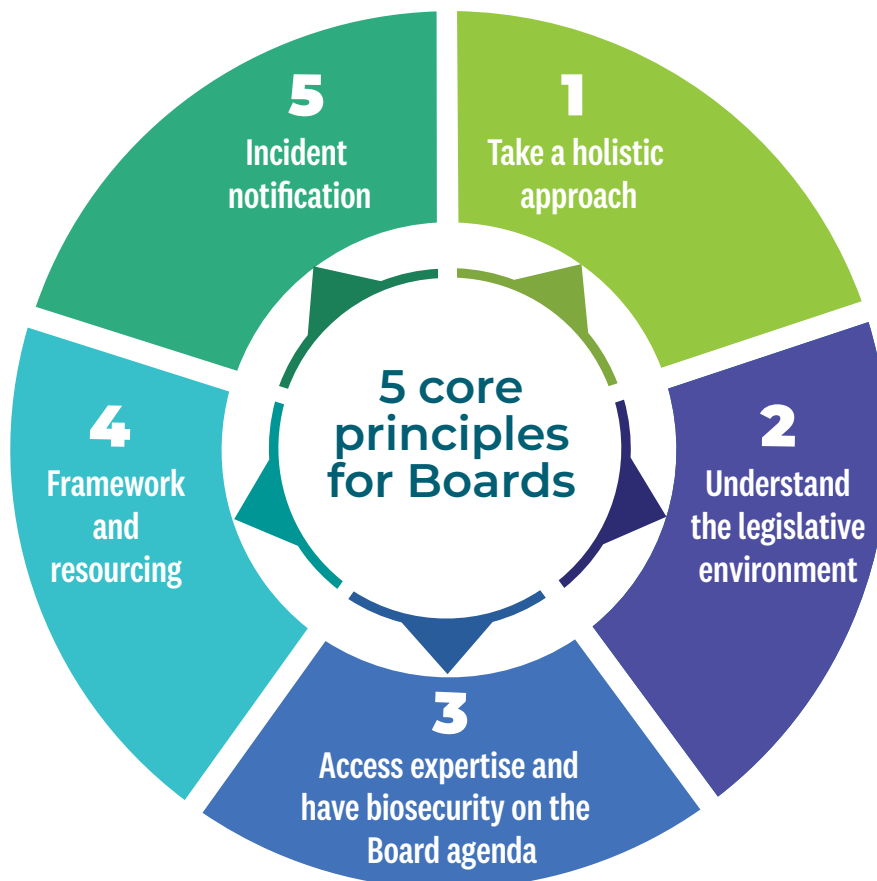 5 core
principles
for Boards
1
Take a holistic
approach
2
Understand
the legislative
environment
3
Access expertise and
have biosecurity on the
Board agenda
4
Framework
and
resourcing
5
Incident
notification